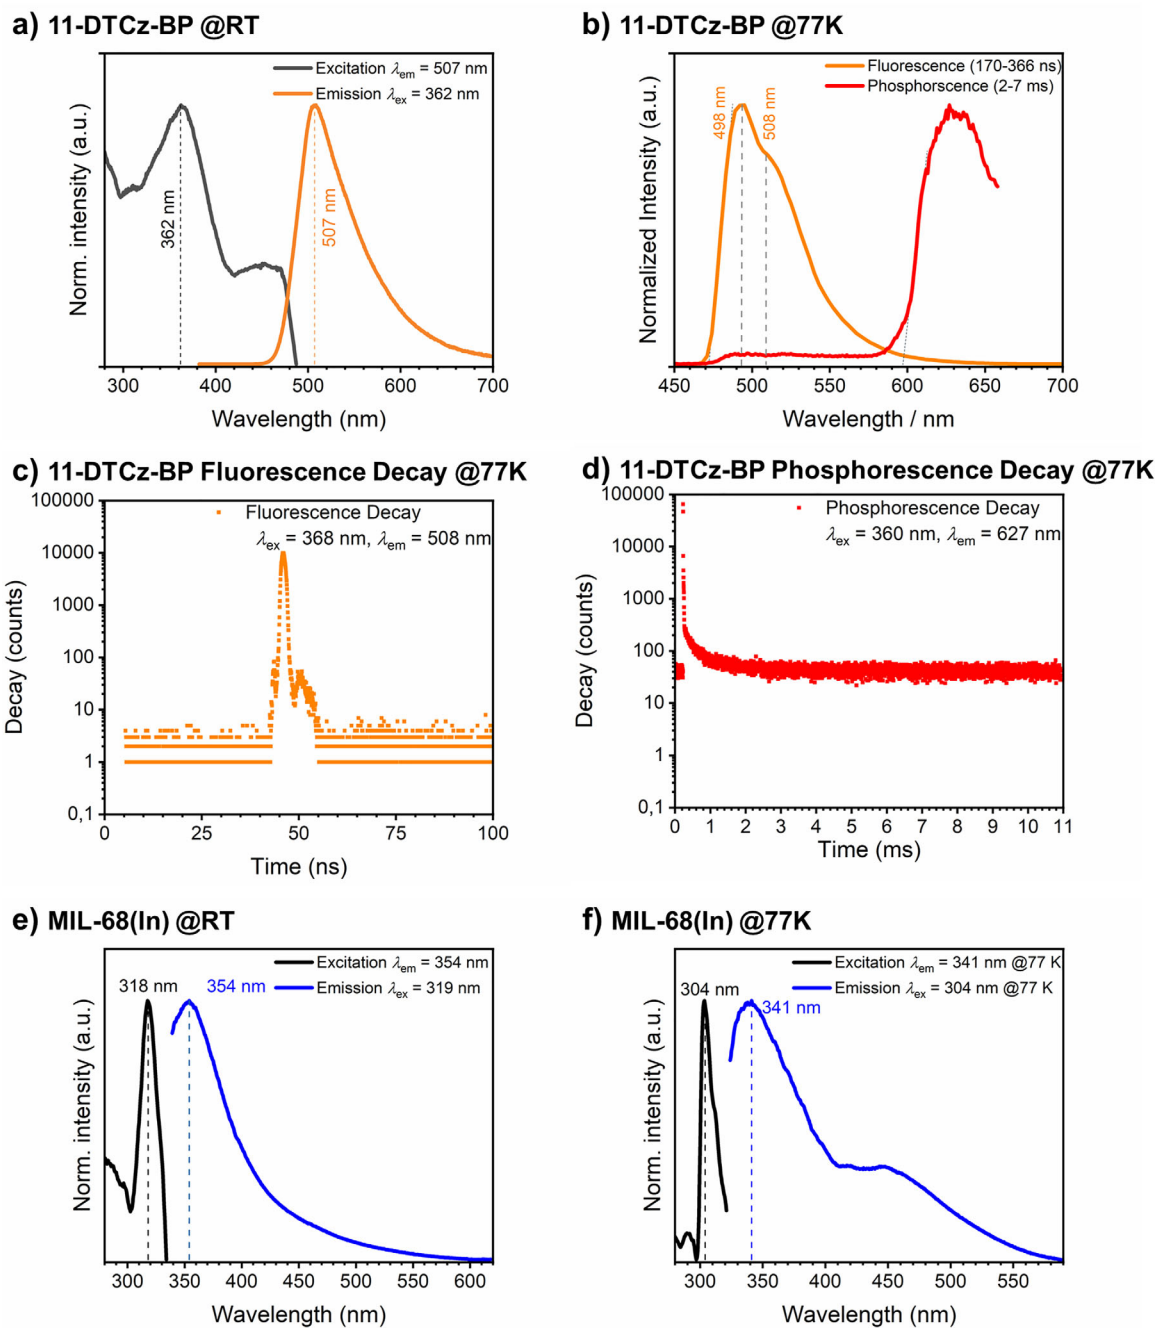 a) 11-DTCz-BP @RT
Excitation λem = 507 nm
Emission λex = 362 nm
362 nm
507 nm
Norm. intensity (a.u.)
300 400 500 600 700
Wavelength (nm)
b) 11-DTCz-BP @77K
Fluorescence (170-366 ns)
Phosphorscence (2-7 ms)
498 nm
508 nm
Normalized Intensity (a.u.)
450 500 550 600 650 700
Wavelength / nm
c) 11-DTCz-BP Fluorescence Decay @77K
Fluorescence Decay
λex = 368 nm, λem = 508 nm
100000
10000
1000
100
10
1
0,1
Decay (counts)
0 25 50 75 100
Time (ns)
d) 11-DTCz-BP Phosphorescence Decay @77K
Phosphorescence Decay
λex = 360 nm, λem = 627 nm
100000
10000
1000
100
10
1
0,1
Decay (counts)
0 1 2 3 4 5 6 7 8 9 10 11
Time (ms)
e) MIL-68(In) @RT
Excitation λem = 354 nm
Emission λex = 319 nm
318 nm
354 nm
Norm. intensity (a.u.)
300 350 400 450 500 550 600
Wavelength (nm)
f) MIL-68(In) @77K
Excitation λem = 341 nm @77 K
Emission λex = 304 nm @77 K
304 nm
341 nm
Norm. intensity (a.u.)
300 350 400 450 500 550
Wavelength (nm)